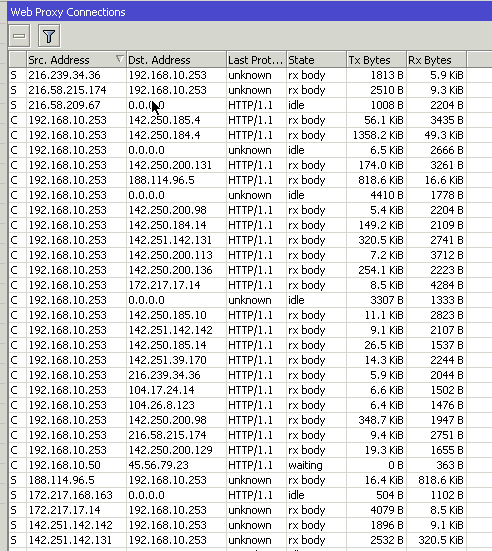 Web Proxy Connections
Src. Address Dst. Address Last Prot... State Tx Bytes Rx Bytes
S 216.239.34.36 192.168.10.253 unknown rx body 1813 B 5.9 KiB
S 216.58.215.174 192.168.10.253 unknown rx body 2510 B 9.3 KiB
S 216.58.209.67 0.0.0.0 HTTP/1.1 idle 1008 B 2204 B
C 192.168.10.253 142.250.185.4 HTTP/1.1 rx body 56.1 KiB 3435 B
C 192.168.10.253 142.250.184.4 HTTP/1.1 rx body 1358.2 KiB 49.3 KiB
C 192.168.10.253 0.0.0.0 unknown idle 6.5 KiB 2666 B
C 192.168.10.253 142.250.200.131 HTTP/1.1 rx body 174.0 KiB 3261 B
C 192.168.10.253 188.114.96.5 HTTP/1.1 rx body 818.6 KiB 16.6 KiB
C 192.168.10.253 0.0.0.0 unknown idle 4410 B 1778 B
C 192.168.10.253 142.250.200.98 HTTP/1.1 rx body 5.4 KiB 2204 B
C 192.168.10.253 142.250.184.14 HTTP/1.1 rx body 149.2 KiB 2109 B
C 192.168.10.253 142.251.142.131 HTTP/1.1 rx body 320.5 KiB 2741 B
C 192.168.10.253 142.250.200.113 HTTP/1.1 rx body 7.2 KiB 3712 B
C 192.168.10.253 142.250.200.136 HTTP/1.1 rx body 254.1 KiB 2223 B
C 192.168.10.253 172.217.17.14 HTTP/1.1 rx body 8.5 KiB 4284 B
C 192.168.10.253 0.0.0.0 unknown idle 3307 B 1333 B
C 192.168.10.253 142.250.185.10 HTTP/1.1 rx body 11.1 KiB 2823 B
C 192.168.10.253 142.251.142.142 HTTP/1.1 rx body 9.1 KiB 2107 B
C 192.168.10.253 142.250.185.14 HTTP/1.1 rx body 26.5 KiB 1537 B
C 192.168.10.253 142.251.39.170 HTTP/1.1 rx body 14.3 KiB 2244 B
C 192.168.10.253 216.239.34.36 HTTP/1.1 rx body 5.9 KiB 2044 B
C 192.168.10.253 104.17.24.14 HTTP/1.1 rx body 6.6 KiB 1502 B
C 192.168.10.253 104.26.8.123 HTTP/1.1 rx body 6.4 KiB 1476 B
C 192.168.10.253 142.250.200.98 HTTP/1.1 rx body 348.7 KiB 1947 B
C 192.168.10.253 216.58.215.174 HTTP/1.1 rx body 9.4 KiB 2751 B
C 192.168.10.253 142.250.200.129 HTTP/1.1 rx body 19.3 KiB 1655 B
C 192.168.10.50 45.56.79.23 HTTP/1.1 waiting 0 B 363 B
S 188.114.96.5 192.168.10.253 unknown rx body 16.4 KiB 818.6 KiB
S 172.217.168.163 0.0.0.0 HTTP/1.1 idle 504 B 1102 B
S 172.217.17.14 192.168.10.253 unknown rx body 4079 B 8.5 KiB
S 142.251.142.142 192.168.10.253 unknown rx body 1896 B 9.1 KiB
S 142.251.142.131 192.168.10.253 unknown rx body 2532 B 320.5 KiB